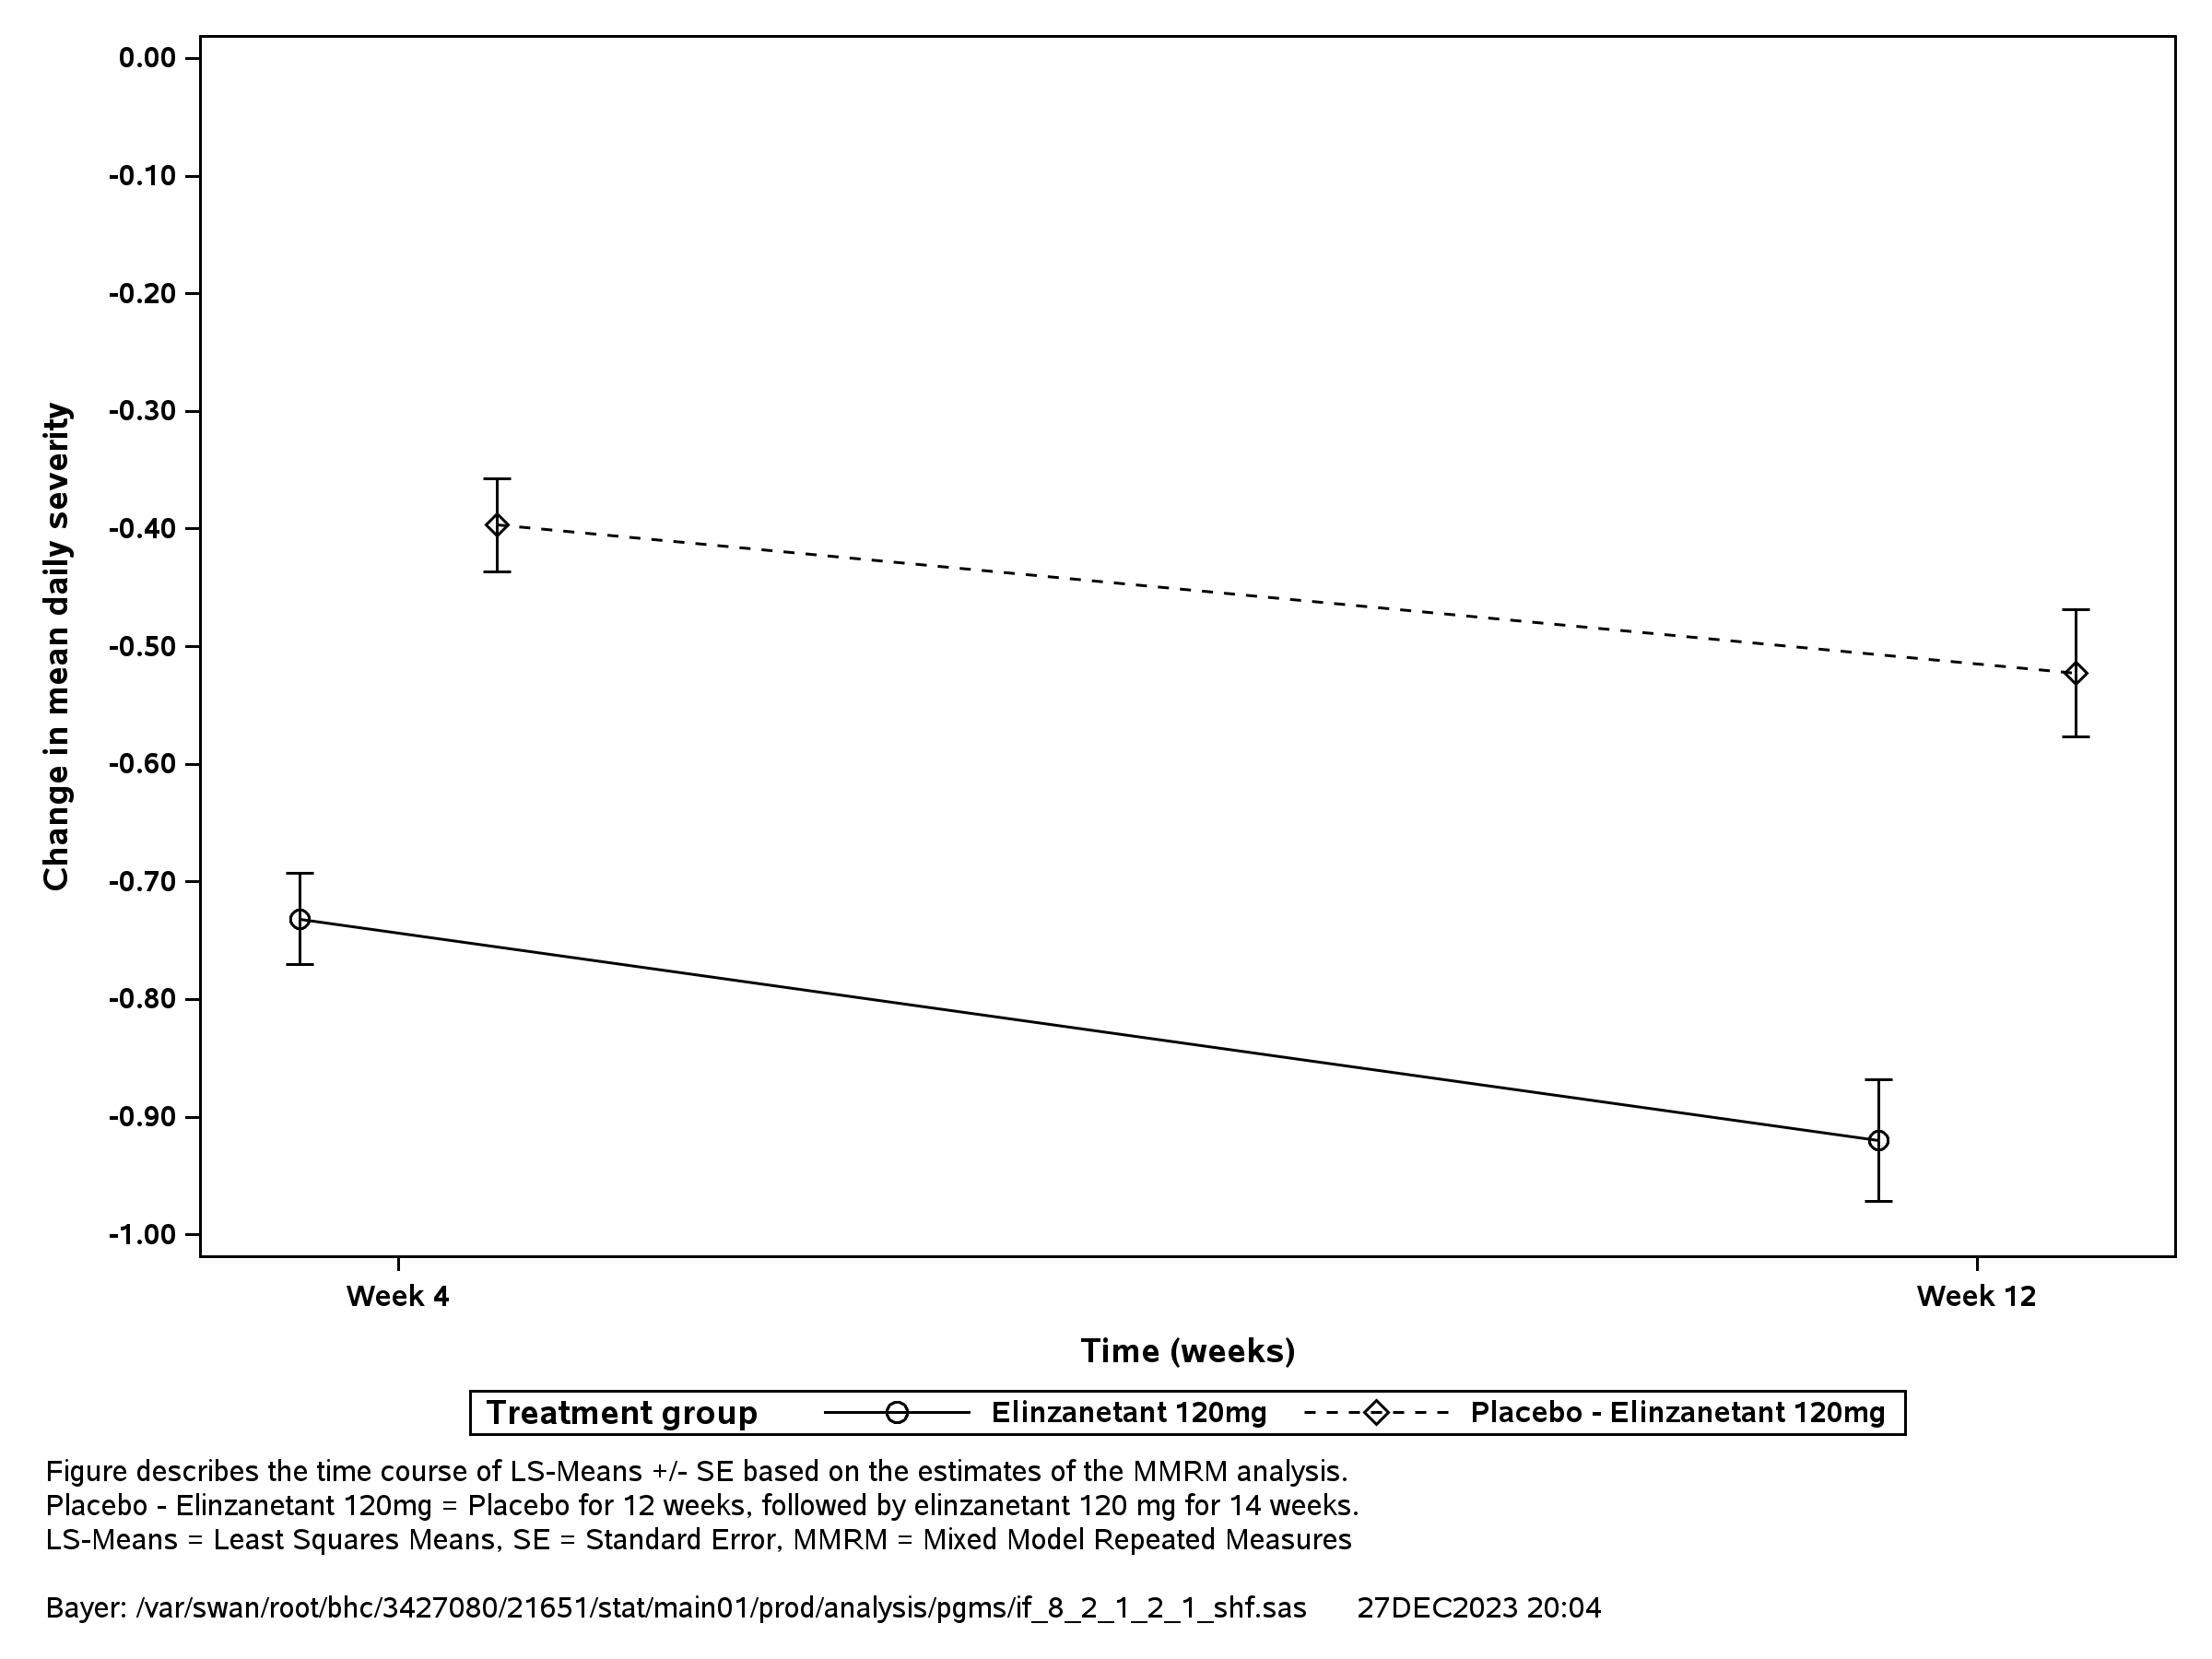 0.00
-0.10
-0.20
-0.30
-0.40
-0.50
-0.60
-0.70
-0.80
-0.90
-1.00
Change in mean daily severity
Week 4
Week 12
Time (weeks)
Treatment group Elinzanetant 120mg Placebo - Elinzanetant 120mg
Figure describes the time course of LS-Means +/- SE based on the estimates of the MMRM analysis.
Placebo - Elinzanetant 120mg = Placebo for 12 weeks, followed by elinzanetant 120 mg for 14 weeks.
LS-Means = Least Squares Means, SE = Standard Error, MMRM = Mixed Model Repeated Measures
Bayer: /var/swan/root/bhc/3427080/21651/stat/main01/prod/analysis/pgms/if_8_2_1_2_1_shf.sas 27DEC2023 20:04